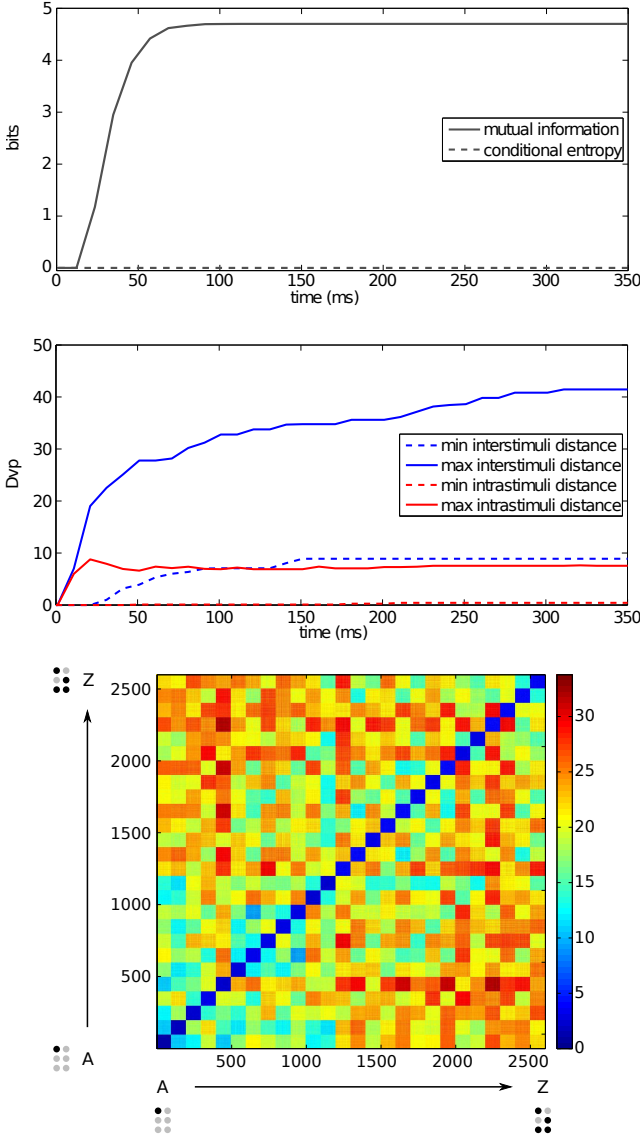 5
4
3
2
1
0
bits
mutual information
conditional entropy
0 50 100 150 200 250 300 350
time (ms)
50
40
30
20
10
0
Dvp
min interstimuli distance
max interstimuli distance
min intrastimuli distance
max intrastimuli distance
0 50 100 150 200 250 300 350
time (ms)
Z
A
2500
2000
1500
1000
500
30
25
20
15
10
5
0
500 1000 1500 2000 2500
A Z